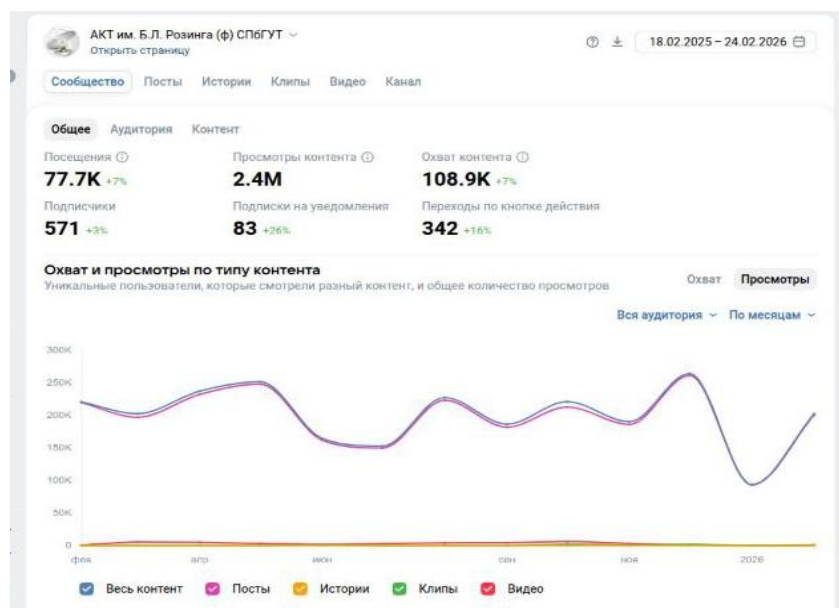 АКТ им. Б.Л. Розинга (ф) СПбГУТ
Открыть страницу
18.02.2025 – 24.02.2026
Сообщество Посты Истории Клипы Видео Канал
Общее Аудитория Контент
Посещения Просмотры контента Охват контента
77.7K +7% 2.4M 108.9K +7%
Подписчики Подписки на уведомления Переходы по кнопке действия
571 +3% 83 +26% 342 +16%
Охват и просмотры по типу контента
Уникальные пользователи, которые смотрели разный контент, и общее количество просмотров
Охват Просмотры
Вся аудитория По месяцам
300K
250K
200K
150K
100K
50K
0
фев апр июн сен ноя 2026
Весь контент Посты Истории Клипы Видео